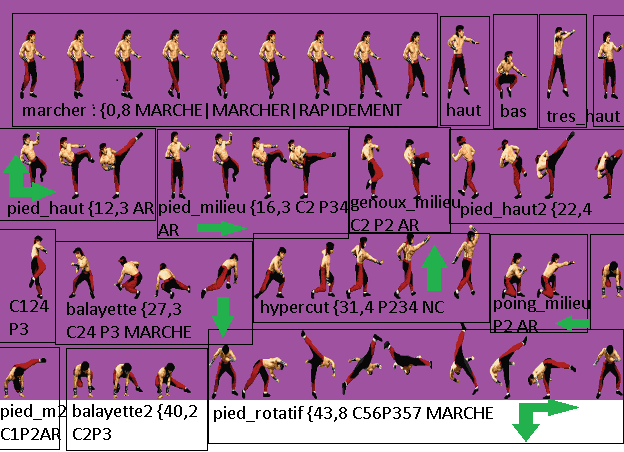 marcher : {0,8 MARCHE|MARCHER|RAPIDEMENT
haut
bas
tres_haut
pied_haut {12,3 AR
pied_milieu {16,3 C2 P34
AR
genoux_milieu
C2 P2 AR
pied_haut2 {22,4
C124
P3
balayette {27,3
C24 P3 MARCHE
hypercut {31,4 P234 NC
poing_milieu
P2 AR
pied_m2
C1P2AR
balayette2 {40,2
C2P3
pied_rotatif {43,8 C56P357 MARCHE